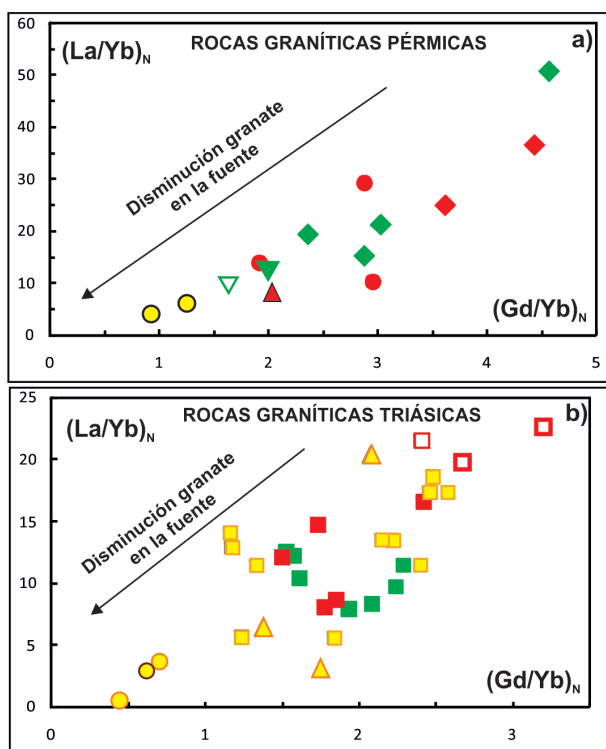 60
(La/Yb)N
ROCAS GRANÍTICAS PÉRMICAS
a)
50
40
Disminución granate
en la fuente
30
20
10
(Gd/Yb)N
0
0
1
2
3
4
5
25
(La/Yb)N
ROCAS GRANÍTICAS TRIÁSICAS
b)
20
Disminución granate
en la fuente
15
10
5
(Gd/Yb)N
0
0
1
2
3